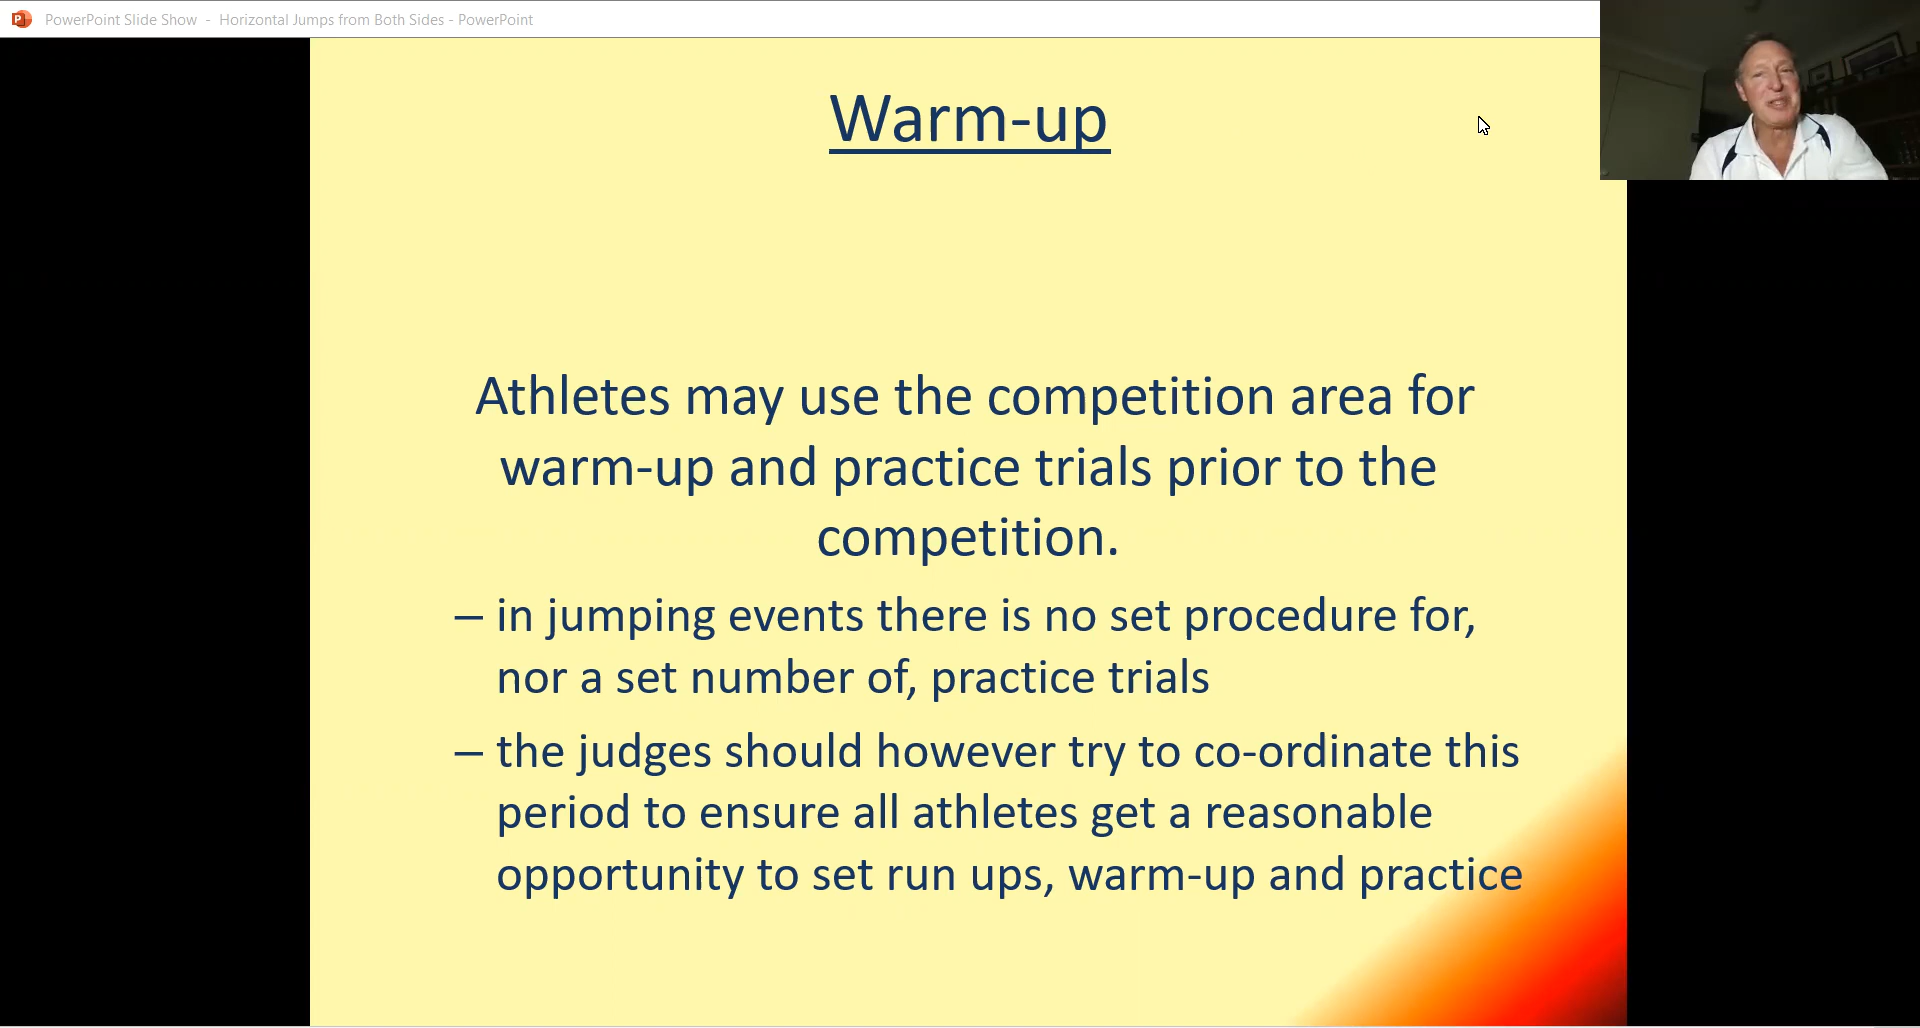 PowerPoint Slide Show - Horizontal Jumps from Both Sides - PowerPoint
Warm-up
Athletes may use the competition area for
warm-up and practice trials prior to the
competition.
– in jumping events there is no set procedure for,
nor a set number of, practice trials
– the judges should however try to co-ordinate this
period to ensure all athletes get a reasonable
opportunity to set run ups, warm-up and practice